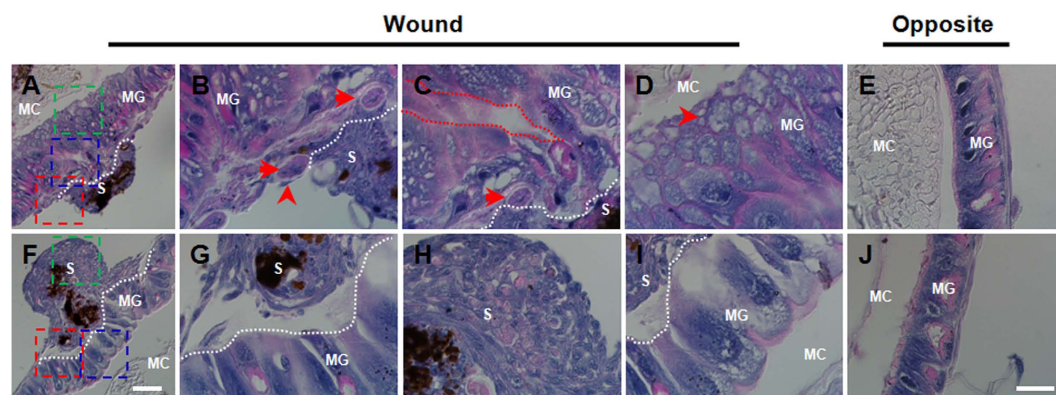 Wound Opposite
A MC MG S
B MG S
C MG S
D MC MG
E MC MG
F S MG MC
G S MG
H S
I S MG MC
J MC MG